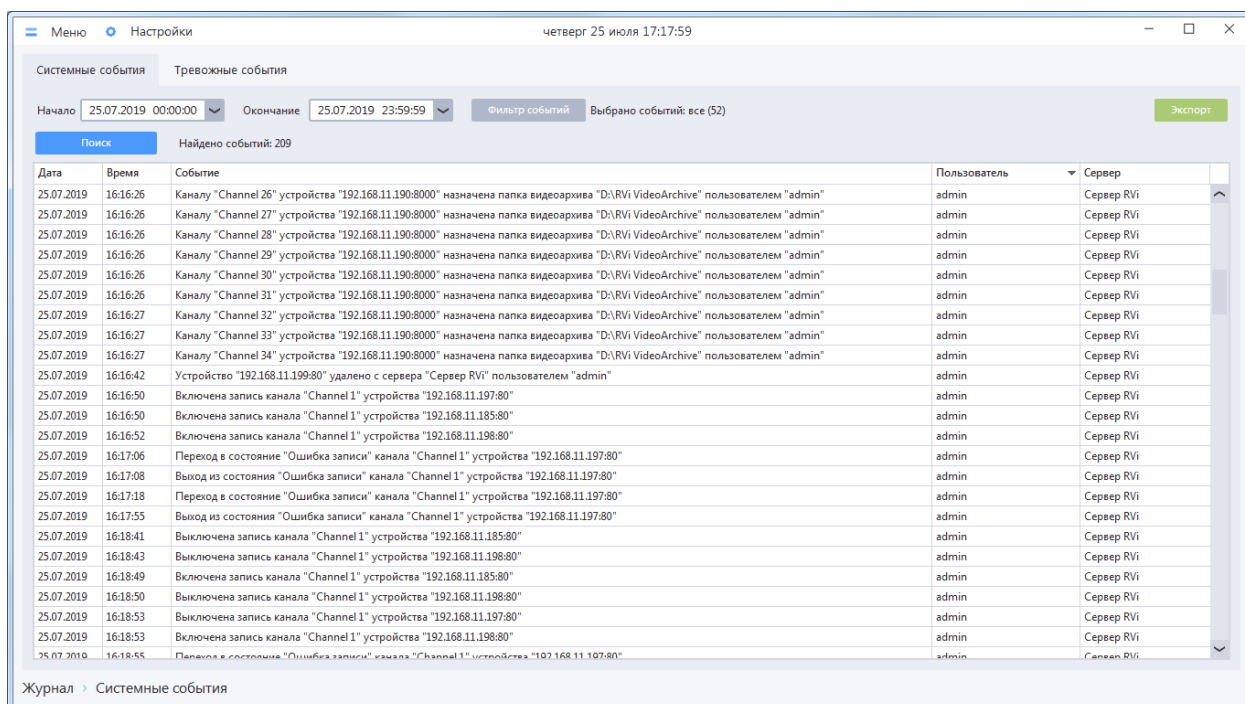 Меню Настройки четверг 25 июля 17:17:59
Системные события Тревожные события
Начало 25.07.2019 00:00:00 Окончание 25.07.2019 23:59:59 Фильтр событий Выбрано событий: все (52) Экспорт
Поиск Найдено событий: 209
Дата Время Событие Пользователь Сервер
25.07.2019 16:16:26 Каналу "Channel 26" устройства "192.168.11.190:8000" назначена папка видеоархива "D:\RVi VideoArchive" пользователем "admin" admin Сервер RVi
25.07.2019 16:16:26 Каналу "Channel 27" устройства "192.168.11.190:8000" назначена папка видеоархива "D:\RVi VideoArchive" пользователем "admin" admin Сервер RVi
25.07.2019 16:16:26 Каналу "Channel 28" устройства "192.168.11.190:8000" назначена папка видеоархива "D:\RVi VideoArchive" пользователем "admin" admin Сервер RVi
25.07.2019 16:16:26 Каналу "Channel 29" устройства "192.168.11.190:8000" назначена папка видеоархива "D:\RVi VideoArchive" пользователем "admin" admin Сервер RVi
25.07.2019 16:16:26 Каналу "Channel 30" устройства "192.168.11.190:8000" назначена папка видеоархива "D:\RVi VideoArchive" пользователем "admin" admin Сервер RVi
25.07.2019 16:16:26 Каналу "Channel 31" устройства "192.168.11.190:8000" назначена папка видеоархива "D:\RVi VideoArchive" пользователем "admin" admin Сервер RVi
25.07.2019 16:16:27 Каналу "Channel 32" устройства "192.168.11.190:8000" назначена папка видеоархива "D:\RVi VideoArchive" пользователем "admin" admin Сервер RVi
25.07.2019 16:16:27 Каналу "Channel 33" устройства "192.168.11.190:8000" назначена папка видеоархива "D:\RVi VideoArchive" пользователем "admin" admin Сервер RVi
25.07.2019 16:16:27 Каналу "Channel 34" устройства "192.168.11.190:8000" назначена папка видеоархива "D:\RVi VideoArchive" пользователем "admin" admin Сервер RVi
25.07.2019 16:16:42 Устройство "192.168.11.199:80" удалено с сервера "Сервер RVi" пользователем "admin" admin Сервер RVi
25.07.2019 16:16:50 Включена запись канала "Channel 1" устройства "192.168.11.197:80" admin Сервер RVi
25.07.2019 16:16:50 Включена запись канала "Channel 1" устройства "192.168.11.185:80" admin Сервер RVi
25.07.2019 16:16:52 Включена запись канала "Channel 1" устройства "192.168.11.198:80" admin Сервер RVi
25.07.2019 16:17:06 Переход в состояние "Ошибка записи" канала "Channel 1" устройства "192.168.11.197:80" admin Сервер RVi
25.07.2019 16:17:08 Выход из состояния "Ошибка записи" канала "Channel 1" устройства "192.168.11.197:80" admin Сервер RVi
25.07.2019 16:17:18 Переход в состояние "Ошибка записи" канала "Channel 1" устройства "192.168.11.197:80" admin Сервер RVi
25.07.2019 16:17:55 Выход из состояния "Ошибка записи" канала "Channel 1" устройства "192.168.11.197:80" admin Сервер RVi
25.07.2019 16:18:41 Выключена запись канала "Channel 1" устройства "192.168.11.185:80" admin Сервер RVi
25.07.2019 16:18:43 Выключена запись канала "Channel 1" устройства "192.168.11.198:80" admin Сервер RVi
25.07.2019 16:18:49 Включена запись канала "Channel 1" устройства "192.168.11.185:80" admin Сервер RVi
25.07.2019 16:18:50 Выключена запись канала "Channel 1" устройства "192.168.11.198:80" admin Сервер RVi
25.07.2019 16:18:53 Выключена запись канала "Channel 1" устройства "192.168.11.197:80" admin Сервер RVi
25.07.2019 16:18:53 Включена запись канала "Channel 1" устройства "192.168.11.198:80" admin Сервер RVi
25.07.2019 16:18:55 Переход в состояние "Ошибка записи" канала "Channel 1" устройства "192.168.11.197:80" admin Сервер RVi
Журнал › Системные события